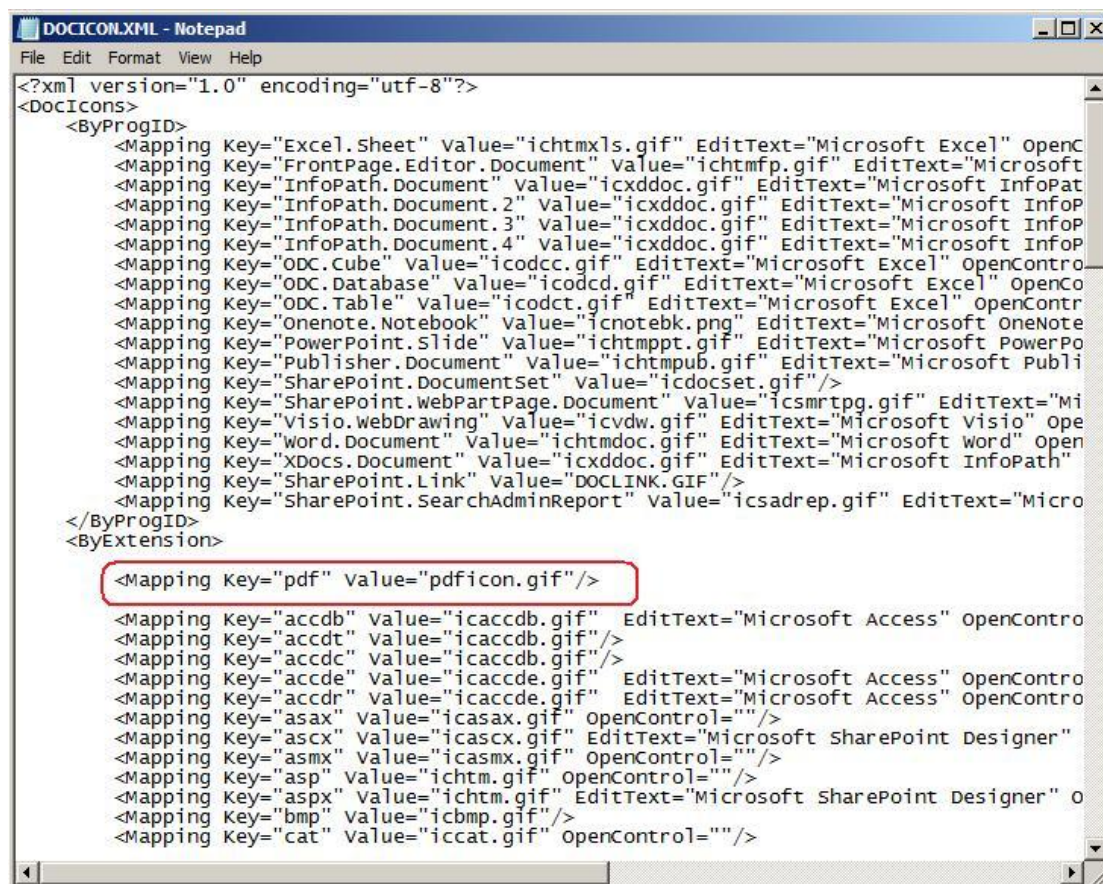 DOCICON.XML - Notepad
File Edit Format View Help
<?xml version="1.0" encoding="utf-8"?>
<DocIcons>
<ByProgID>
<Mapping Key="Excel.Sheet" Value="ichtmxls.gif" EditText="Microsoft Excel" OpenC
<Mapping Key="FrontPage.Editor.Document" Value="ichtmfp.gif" EditText="Microsoft
<Mapping Key="InfoPath.Document" Value="icxddoc.gif" EditText="Microsoft InfoPat
<Mapping Key="InfoPath.Document.2" Value="icxddoc.gif" EditText="Microsoft InfoP
<Mapping Key="InfoPath.Document.3" Value="icxddoc.gif" EditText="Microsoft InfoP
<Mapping Key="InfoPath.Document.4" Value="icxddoc.gif" EditText="Microsoft InfoP
<Mapping Key="ODC.Cube" Value="icodcc.gif" EditText="Microsoft Excel" OpenContro
<Mapping Key="ODC.Database" Value="icodcd.gif" EditText="Microsoft Excel" OpenCo
<Mapping Key="ODC.Table" Value="icodct.gif" EditText="Microsoft Excel" OpenContr
<Mapping Key="Onenote.Notebook" Value="icnotebk.png" EditText="Microsoft OneNote
<Mapping Key="PowerPoint.Slide" Value="ichtmppt.gif" EditText="Microsoft PowerPo
<Mapping Key="Publisher.Document" Value="ichtmpub.gif" EditText="Microsoft Publi
<Mapping Key="SharePoint.DocumentSet" Value="icdocset.gif"/>
<Mapping Key="SharePoint.WebPartPage.Document" Value="icsmrtpg.gif" EditText="Mi
<Mapping Key="Visio.WebDrawing" Value="icvdw.gif" EditText="Microsoft Visio" Ope
<Mapping Key="Word.Document" Value="ichtmdoc.gif" EditText="Microsoft Word" Open
<Mapping Key="XDocs.Document" Value="icxddoc.gif" EditText="Microsoft InfoPath"
<Mapping Key="SharePoint.Link" Value="DOCLINK.GIF"/>
<Mapping Key="SharePoint.SearchAdminReport" Value="icsadrep.gif" EditText="Micro
</ByProgID>
<ByExtension>
<Mapping Key="pdf" Value="pdficon.gif"/>
<Mapping Key="accdb" Value="icaccdb.gif" EditText="Microsoft Access" OpenContro
<Mapping Key="accdt" Value="icaccdb.gif"/>
<Mapping Key="accdc" Value="icaccdb.gif"/>
<Mapping Key="accde" Value="icaccde.gif" EditText="Microsoft Access" OpenContro
<Mapping Key="accdr" Value="icaccde.gif" EditText="Microsoft Access" OpenContro
<Mapping Key="asax" Value="icasax.gif" OpenControl=""/>
<Mapping Key="ascx" Value="icascx.gif" EditText="Microsoft SharePoint Designer"
<Mapping Key="asmx" Value="icasmx.gif" OpenControl=""/>
<Mapping Key="asp" Value="ichtm.gif" OpenControl=""/>
<Mapping Key="aspx" Value="ichtm.gif" EditText="Microsoft SharePoint Designer" O
<Mapping Key="bmp" Value="icbmp.gif"/>
<Mapping Key="cat" Value="iccat.gif" OpenControl=""/>